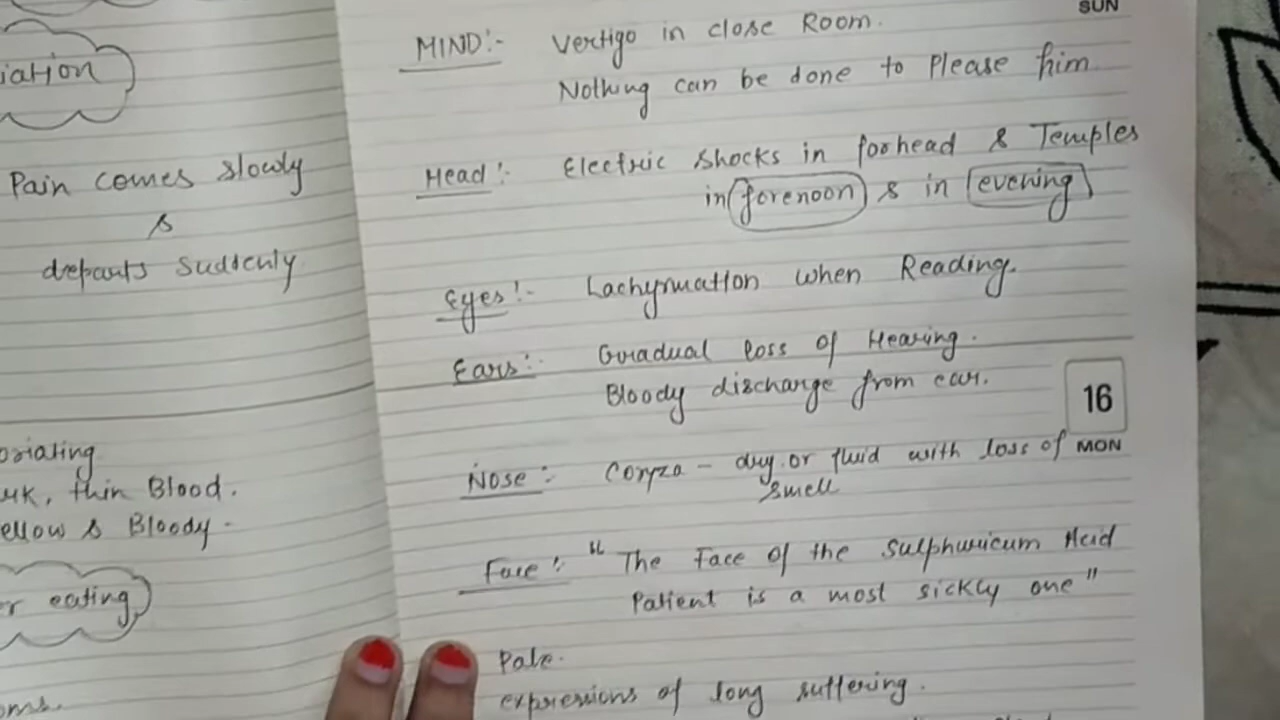 iation
Pain comes slowly
&
departs suddenly
oriating
thin Blood.
ellow & Bloody -
r eating
oms.
SUN
MIND:- Vertigo in close Room.
Nothing can be done to Please him
Head:- Electric shocks in forhead & Temples
in forenoon & in evening
Eyes:- Lachrymation when Reading.
Ears:- Gradual loss of Hearing.
Bloody discharge from ear.
16
MON
Nose:- Coryza - dry or fluid with loss of
smell
Face:- "The Face of the Sulphuricum Acid
Patient is a most sickly one"
Pale.
expressions of long suffering.